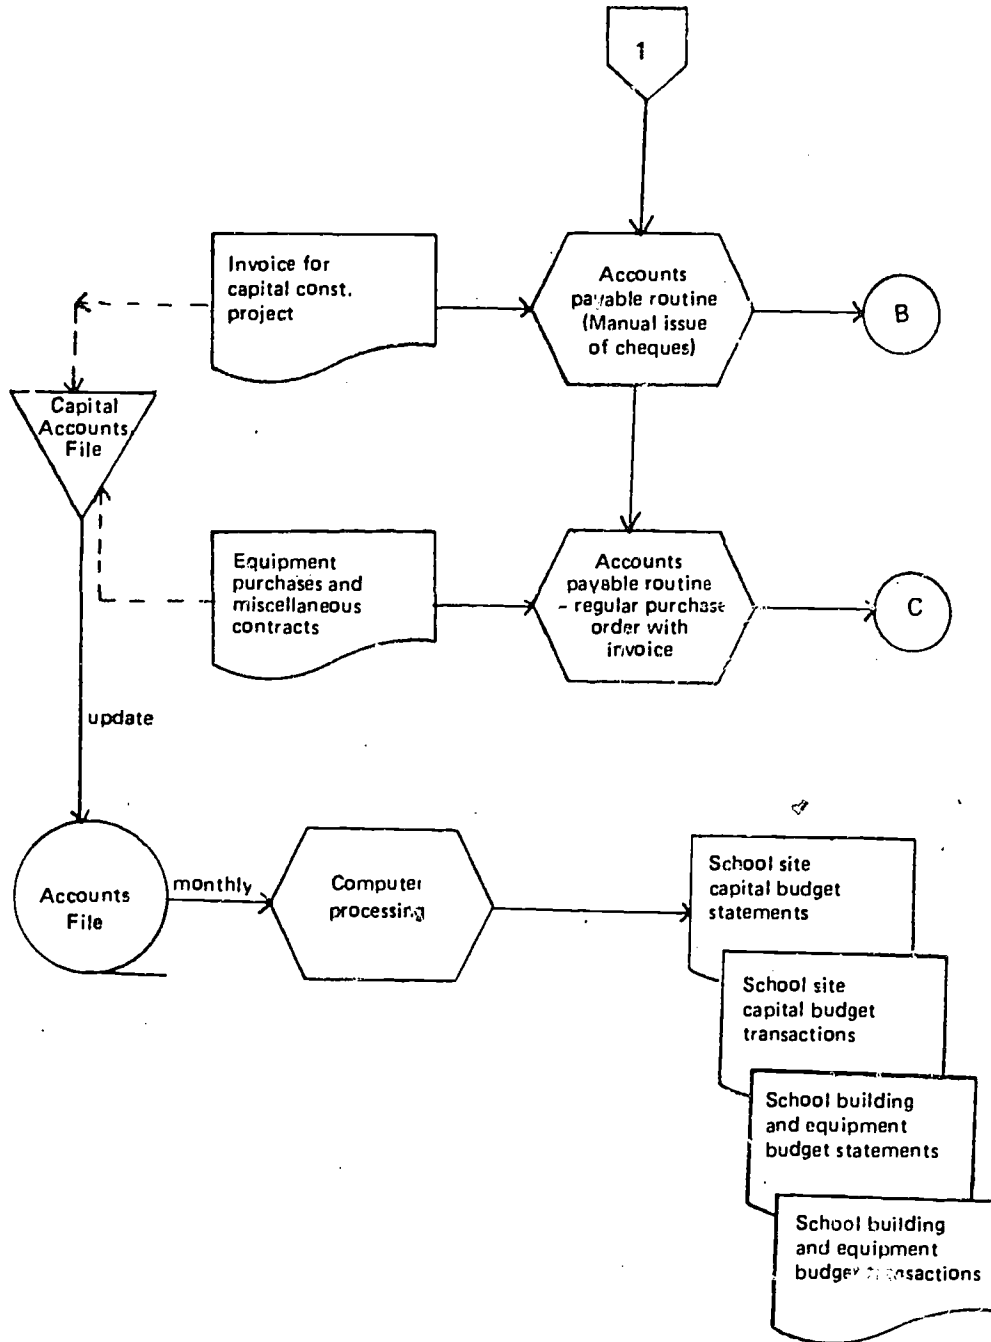 1
Invoice for
capital const.
project
Accounts
payable routine
(Manual issue
of cheques)
B
Capital
Accounts
File
Equipment
purchases and
miscellaneous
contracts
Accounts
payable routine
– regular purchase
order with
invoice
C
update
Accounts
File
monthly
Computer
processing
School site
capital budget
statements
School site
capital budget
transactions
School building
and equipment
budget statements
School building
and equipment
budget transactions